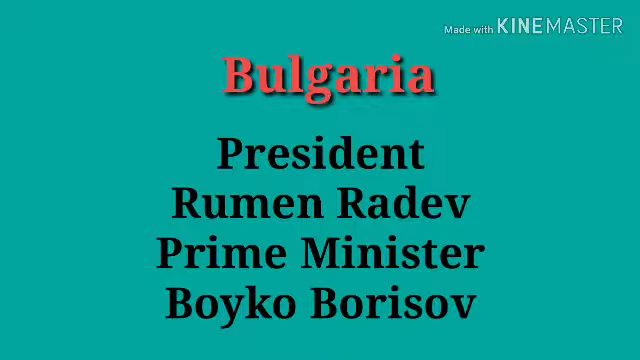 Made with KINEMASTER
Bulgaria
President
Rumen Radev
Prime Minister
Boyko Borisov